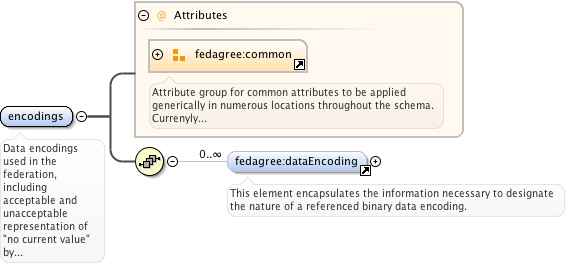 @ Attributes
fedagree:common
Attribute group for common attributes to be applied
generically in numerous locations throughout the schema.
Currenyly...
encodings
Data encodings
used in the
federation,
including
acceptable and
unacceptable
representation of
"no current value"
by...
0..∞
fedagree:dataEncoding
This element encapsulates the information necessary to designate
the nature of a referenced binary data encoding.